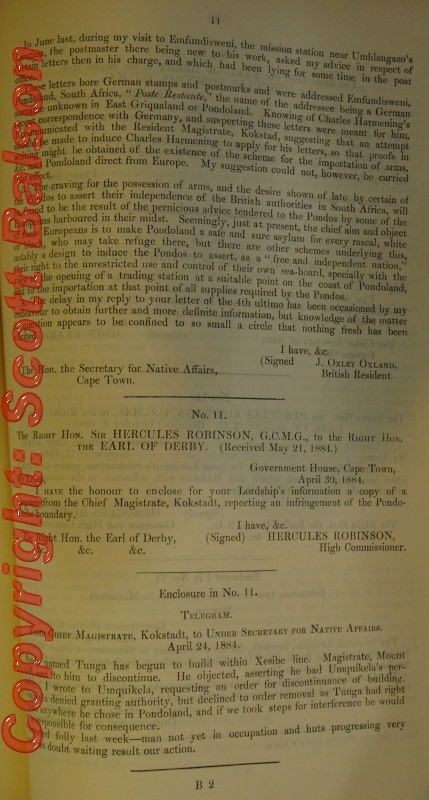 11
In June last, during my visit to Emfundisweni, the mission station near Umhlangazo's
the postmaster there being new to his work, asked my advice in respect of
letters then in his charge, and which had been lying for some time in the post
letters bore German stamps and postmarks and were addressed Emfundisweni,
South Africa, "Poste Restante," the name of the addressee being a German
unknown in East Griqualand or Pondoland. Knowing of Charles Harmening's
correspondence with Germany, and suspecting these letters were meant for him,
communicated with the Resident Magistrate, Kokstad, suggesting that an attempt
be made to induce Charles Harmening to apply for his letters, so that proofs in
might be obtained of the existence of the scheme for the importation of arms,
Pondoland direct from Europe. My suggestion could not, however, be carried
effect.
craving for the possession of arms, and the desire shown of late by certain of
to assert their independence of the British authorities in South Africa, will
to be the result of the pernicious advice tendered to the Pondos by some of the
harboured in their midst. Seemingly, just at present, the chief aim and object
Europeans is to make Pondoland a safe and sure asylum for every rascal, white
who may take refuge there, but there are other schemes underlying this,
notably a design to induce the Pondos to assert, as a "free and independent nation,"
their right to the unrestricted use and control of their own sea-board, specially with the
the opening of a trading station at a suitable point on the coast of Pondoland,
the importation at that point of all supplies required by the Pondos.
delay in my reply to your letter of the 4th ultimo has been occasioned by my
endeavour to obtain further and more definite information, but knowledge of the matter
question appears to be confined to so small a circle that nothing fresh has been
I have, &c.
(Signed J. OXLEY OXLAND,
The Hon. the Secretary for Native Affairs, British Resident.
Cape Town.
No. 11.
The RIGHT HON. SIR HERCULES ROBINSON, G.C.M.G., to the RIGHT HON.
THE EARL OF DERBY. (Received May 21, 1884.)
Government House, Cape Town,
April 30, 1884.
HAVE the honour to enclose for your Lordship's information a copy of a
from the Chief Magistrate, Kokstadt, reporting an infringement of the Pondo-
boundary.
I have, &c.
Right Hon. the Earl of Derby, (Signed) HERCULES ROBINSON,
&c. &c. High Commissioner.
Enclosure in No. 11.
TELEGRAM.
CHIEF MAGISTRATE, Kokstadt, to UNDER SECRETARY FOR NATIVE AFFAIRS.
April 24, 1884.
named Tunga has begun to build within Xesibe line. Magistrate, Mount
to him to discontinue. He objected, asserting he had Umquikela's per-
I wrote to Umquikela, requesting an order for discontinuance of building.
denied granting authority, but declined to order removal as Tunga had right
anywhere he chose in Pondoland, and if we took steps for interference he would
responsible for consequence.
folly last week—man not yet in occupation and huts progressing very
doubt waiting result our action.
B 2
Copyright: Scott Balson